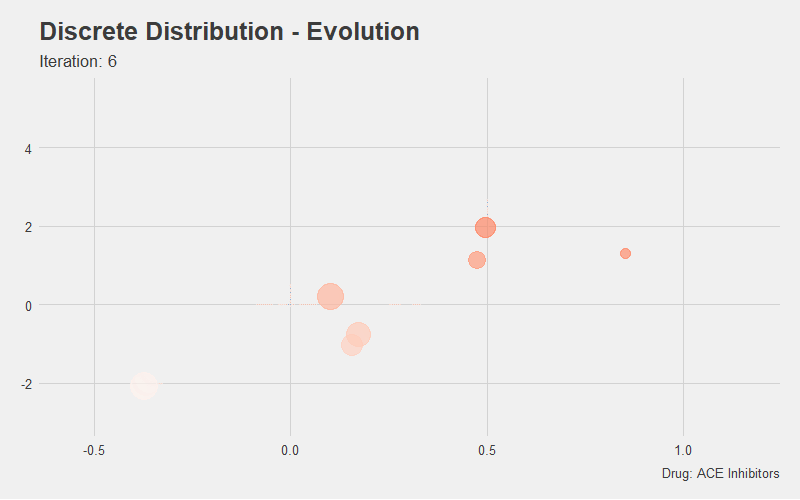 Discrete Distribution - Evolution
Iteration: 6
4
2
0
-2
-0.5 0.0 0.5 1.0
Drug: ACE Inhibitors